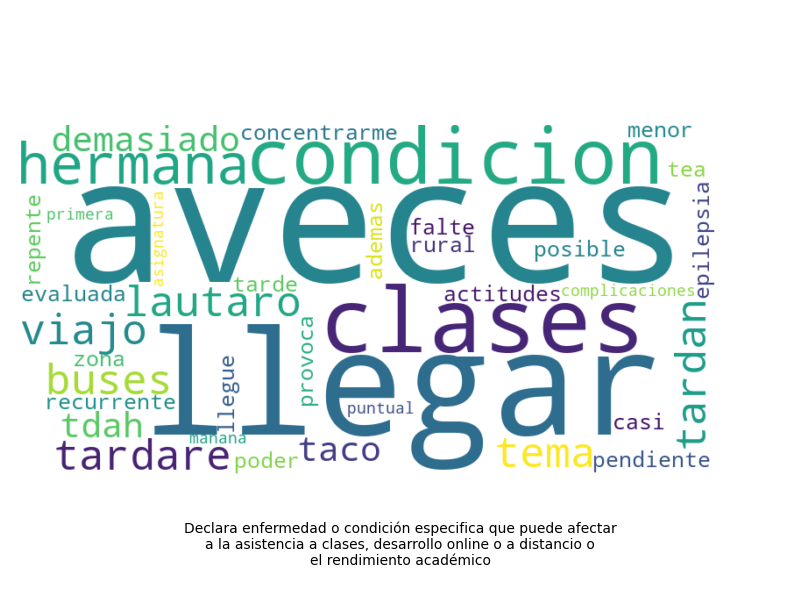 demasiado concentrarme menor
hermana condicion tea
aveces
repente primera asignatura ademas falte rural posible epilepsia
evaluada tarde actitudes complicaciones
lautaro clases
viajo
llegar
zona provoca tardan
buses llegue
recurrente puntual
tdah manana casi
tardare poder taco tema pendiente
Declara enfermedad o condición especifica que puede afectar
a la asistencia a clases, desarrollo online o a distancio o
el rendimiento académico